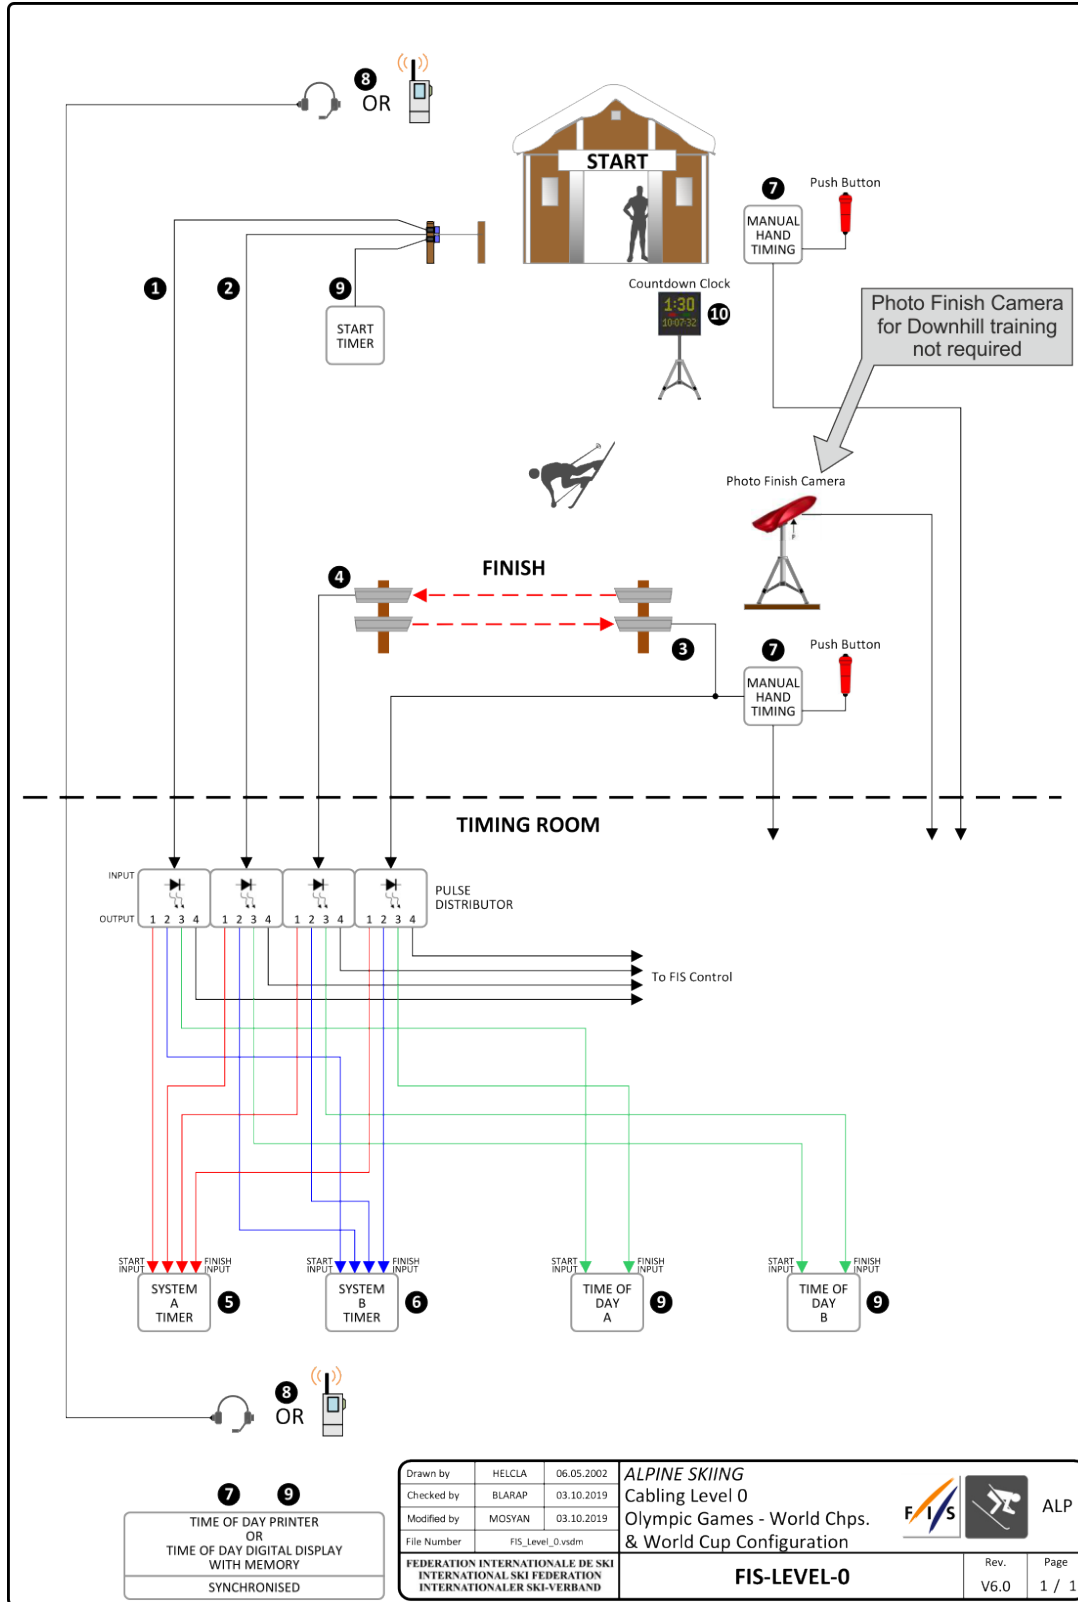 8
OR
START
7
Push Button
MANUAL
HAND
TIMING
1
2
9
START
TIMER
Countdown Clock
1:30
10:07:32
10
Photo Finish Camera
for Downhill training
not required
Photo Finish Camera
4
FINISH
3
7
Push Button
MANUAL
HAND
TIMING
TIMING ROOM
INPUT
OUTPUT
1 2 3 4
1 2 3 4
1 2 3 4
1 2 3 4
PULSE
DISTRIBUTOR
To FIS Control
START
INPUT
FINISH
INPUT
SYSTEM
A
TIMER
5
START
INPUT
FINISH
INPUT
SYSTEM
B
TIMER
6
START
INPUT
FINISH
INPUT
TIME OF
DAY
A
9
START
INPUT
FINISH
INPUT
TIME OF
DAY
B
9
8
OR
7 9
TIME OF DAY PRINTER
OR
TIME OF DAY DIGITAL DISPLAY
WITH MEMORY
SYNCHRONISED
Drawn by HELCLA 06.05.2002
Checked by BLARAP 03.10.2019
Modified by MOSYAN 03.10.2019
File Number FIS_Level_0.vsdm
FEDERATION INTERNATIONALE DE SKI
INTERNATIONAL SKI FEDERATION
INTERNATIONALER SKI-VERBAND
ALPINE SKIING
Cabling Level 0
Olympic Games - World Chps.
& World Cup Configuration
F/I/S
ALP
FIS-LEVEL-0
Rev.
V6.0
Page
1 / 1